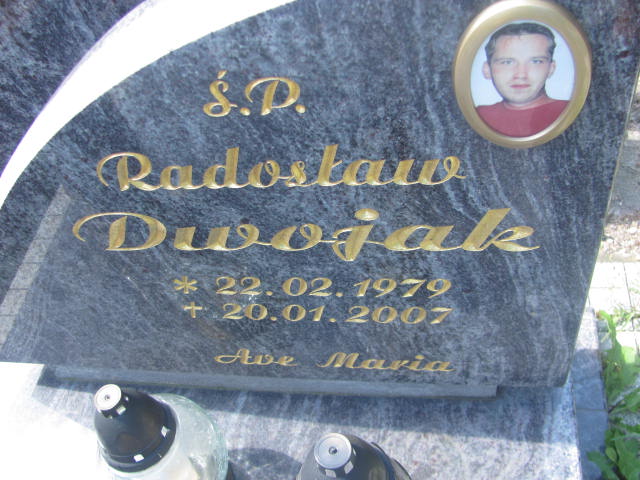 Ś.P.
Radosław
Dwojak
* 22.02.1979
+ 20.01.2007
Ave Maria